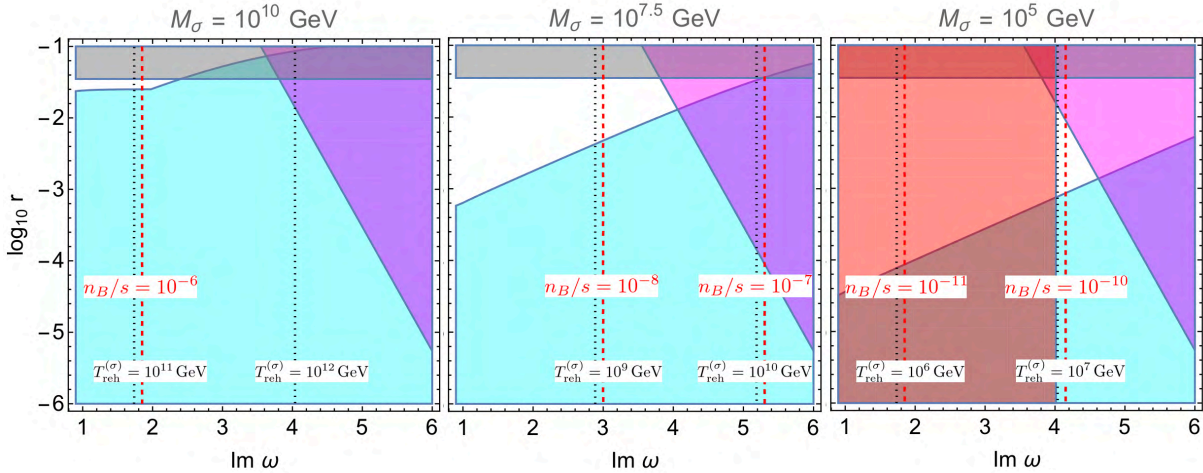 M_σ = 10^10 GeV
M_σ = 10^7.5 GeV
M_σ = 10^5 GeV
log₁₀ r
−1
−2
−3
−4
−5
−6
n_B/s = 10^−6
n_B/s = 10^−8
n_B/s = 10^−7
n_B/s = 10^−11
n_B/s = 10^−10
T_reh^(σ) = 10^11 GeV
T_reh^(σ) = 10^12 GeV
T_reh^(σ) = 10^9 GeV
T_reh^(σ) = 10^10 GeV
T_reh^(σ) = 10^6 GeV
T_reh^(σ) = 10^7 GeV
1 2 3 4 5 6
1 2 3 4 5 6
1 2 3 4 5 6
Im ω
Im ω
Im ω